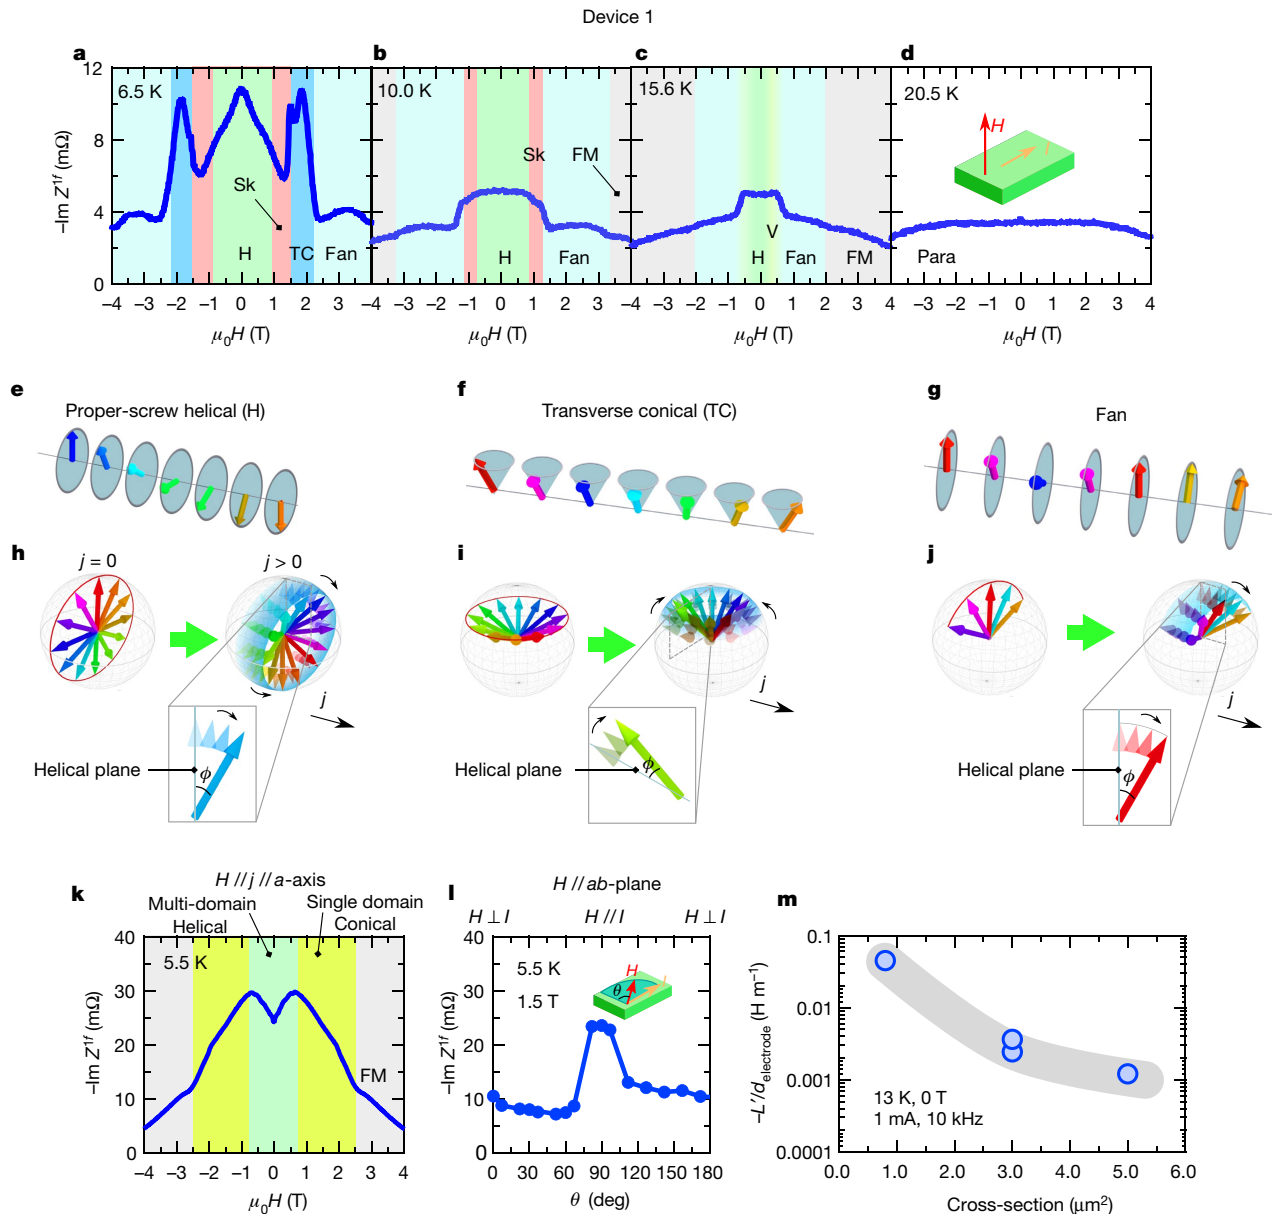 Device 1
a b c d
12
8
4
0
−Im Z1f (mΩ)
6.5 K
10.0 K
15.6 K
20.5 K
Sk
H
TC
Fan
Sk
FM
H
Fan
V
H
Fan
FM
H
I
Para
−4 −3 −2 −1 0 1 2 3 −4 −3 −2 −1 0 1 2 3 −4 −3 −2 −1 0 1 2 3 −4 −3 −2 −1 0 1 2 3 4
μ0H (T) μ0H (T) μ0H (T) μ0H (T)
e f g
Proper-screw helical (H)
Transverse conical (TC)
Fan
h i j
j = 0
j > 0
j
Helical plane
ϕ
j
Helical plane
ϕ
j
Helical plane
ϕ
k
H // j // a-axis
Multi-domain
Helical
Single domain
Conical
40
30
20
10
0
−Im Z1f (mΩ)
5.5 K
FM
−4 −3 −2 −1 0 1 2 3 4
μ0H (T)
l
H // ab-plane
H ⊥ I
H // I
H ⊥ I
40
30
20
10
0
−Im Z1f (mΩ)
5.5 K
1.5 T
H
θ
I
0 30 60 90 120 150 180
θ (deg)
m
0.1
0.01
0.001
0.0001
−L′/delectrode (H m−1)
13 K, 0 T
1 mA, 10 kHz
0.0 1.0 2.0 3.0 4.0 5.0 6.0
Cross-section (μm2)